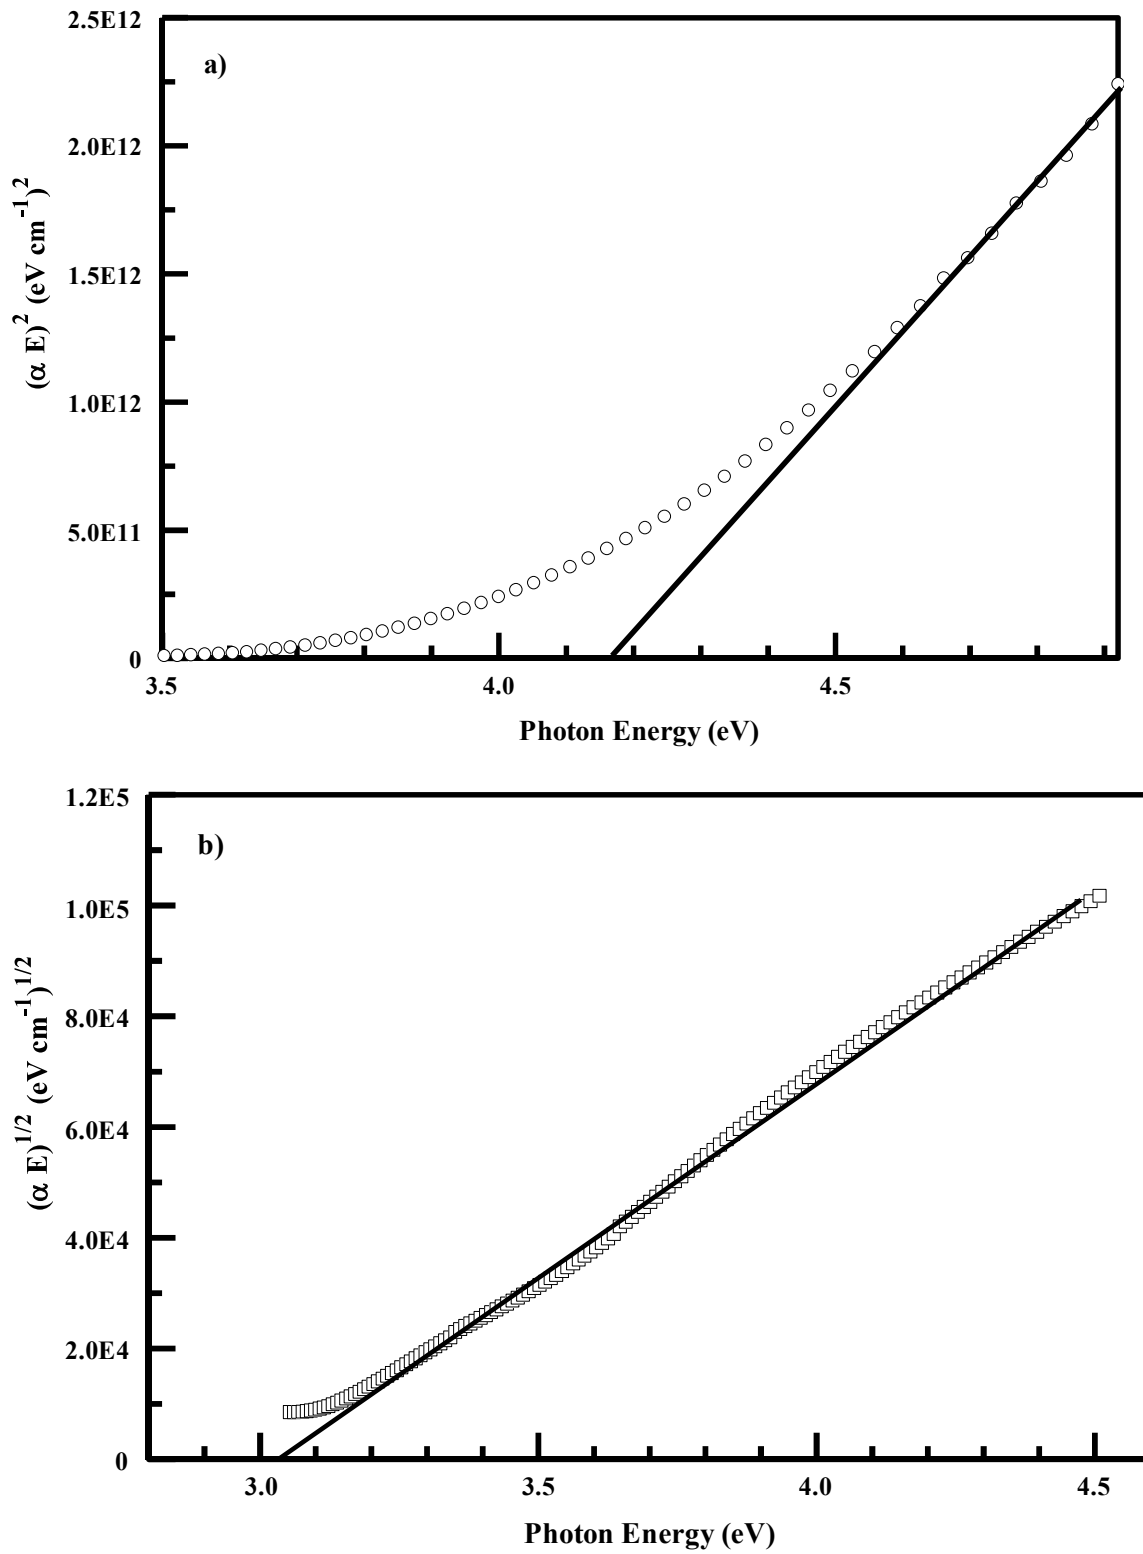 2.5E12
a)
2.0E12
1.5E12
1.0E12
5.0E11
0
(α E)² (eV cm⁻¹)²
3.5 4.0 4.5
Photon Energy (eV)
1.2E5
b)
1.0E5
8.0E4
6.0E4
4.0E4
2.0E4
0
(α E)^1/2 (eV cm⁻¹)^1/2
3.0 3.5 4.0 4.5
Photon Energy (eV)